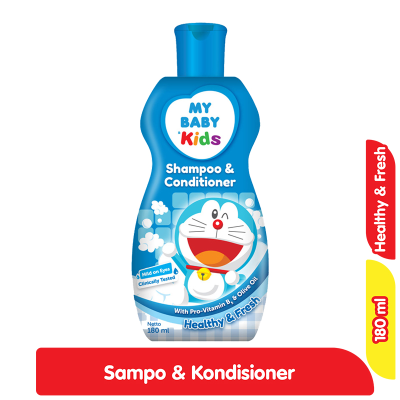 MY
BABY
Kids
Shampoo &
Conditioner
Mild on Eyes
Clinically Tested
With Pro-Vitamin B₅ & Olive Oil
Healthy & Fresh
Netto
180 ml
Healthy & Fresh
180 ml
Sampo & Kondisioner